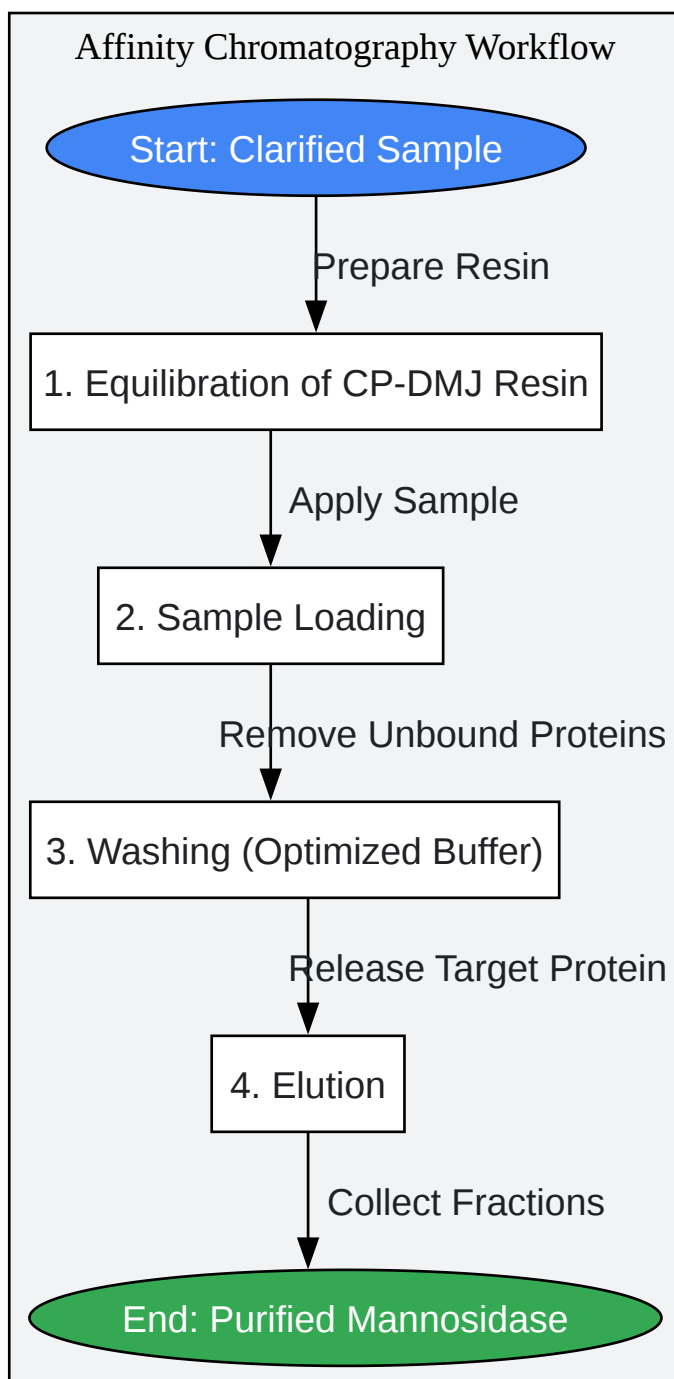 Affinity Chromatography Workflow
Start: Clarified Sample
Prepare Resin
1. Equilibration of CP-DMJ Resin
Apply Sample
2. Sample Loading
Remove Unbound Proteins
3. Washing (Optimized Buffer)
Release Target Protein
4. Elution
Collect Fractions
End: Purified Mannosidase